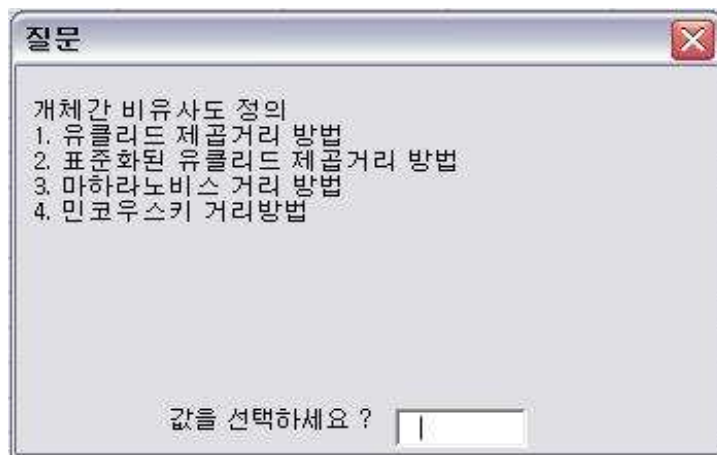 질문
개체간 비유사도 정의
1. 유클리드 제곱거리 방법
2. 표준화된 유클리드 제곱거리 방법
3. 마하라노비스 거리 방법
4. 민코우스키 거리방법
값을 선택하세요 ?